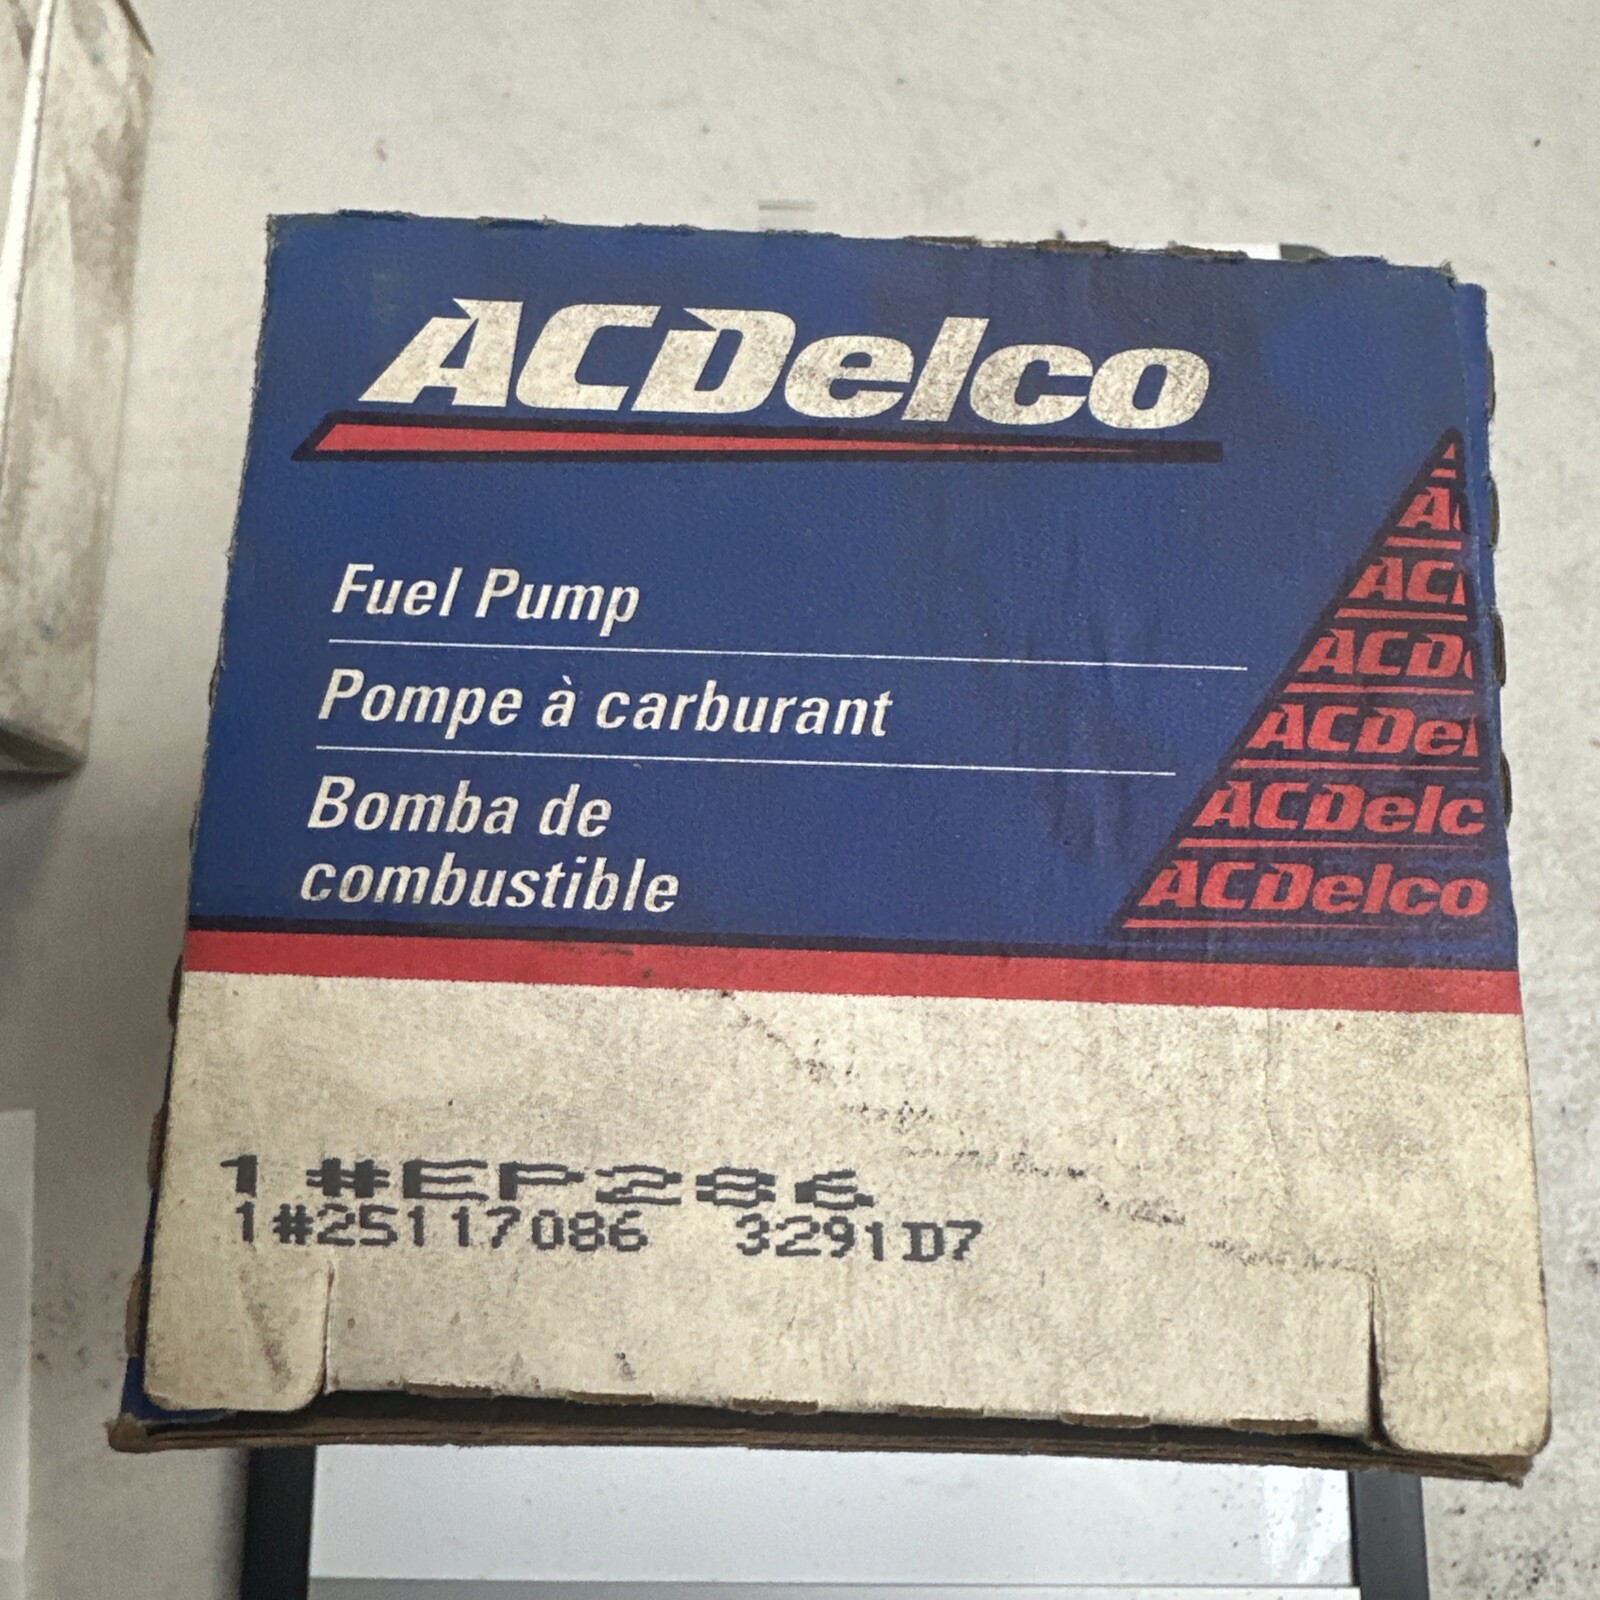 ACDelco
Fuel Pump
Pompe à carburant
Bomba de
combustible
A
AC
ACD
ACDel
ACDelc
ACDelco
1 #EP286
1#25117086 3291D7